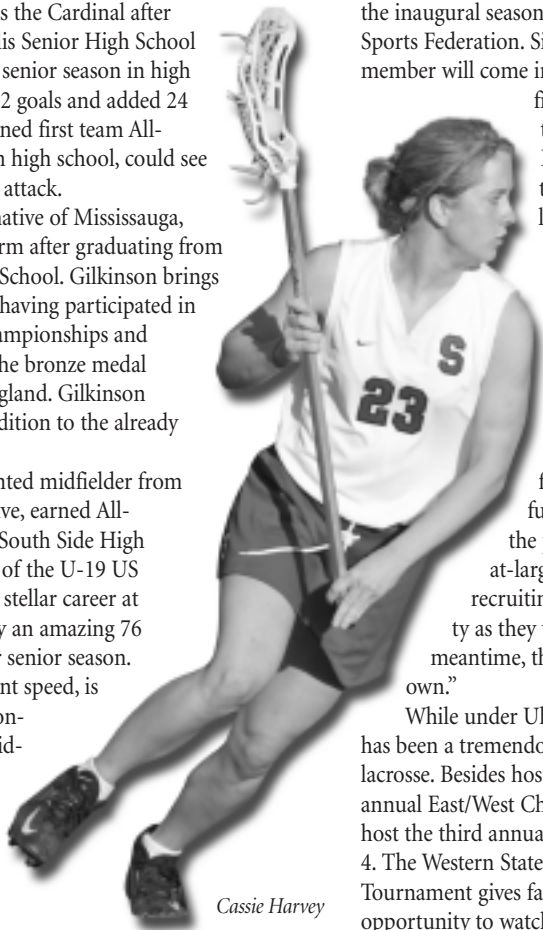 s the Cardinal after
lis Senior High School
senior season in high
2 goals and added 24
ned first team All-
n high school, could see
attack.
native of Mississauga,
rm after graduating from
School. Gilkinson brings
having participated in
ampionships and
he bronze medal
gland. Gilkinson
dition to the already
nted midfielder from
ve, earned All-
South Side High
of the U-19 US
stellar career at
y an amazing 76
r senior season.
nt speed, is
on-
id-
S
23
Cassie Harvey
the inaugural season
Sports Federation. Si
member will come in
fi
t
t
l
f
fu
the
at-larg
recruitin
ty as they
meantime, th
own.”
While under Ul
has been a tremendo
lacrosse. Besides hos
annual East/West Ch
host the third annua
4. The Western State
Tournament gives fa
opportunity to watch